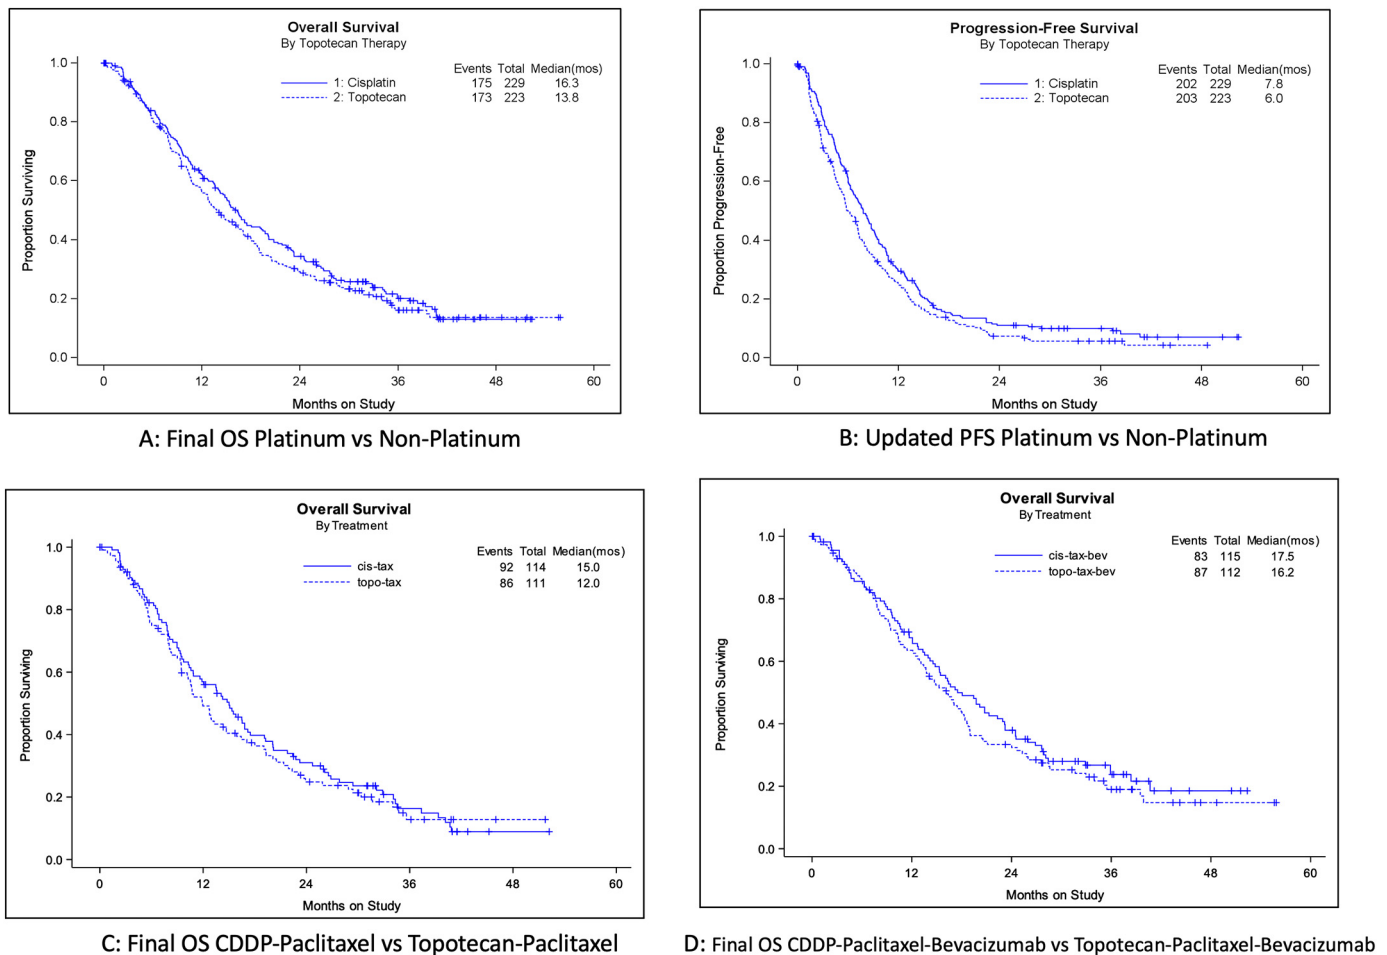 Overall Survival
By Topotecan Therapy
Events Total Median(mos)
1: Cisplatin 175 229 16.3
2: Topotecan 173 223 13.8
Proportion Surviving
1.0
0.8
0.6
0.4
0.2
0.0
0 12 24 36 48 60
Months on Study
A: Final OS Platinum vs Non-Platinum
Progression-Free Survival
By Topotecan Therapy
Events Total Median(mos)
1: Cisplatin 202 229 7.8
2: Topotecan 203 223 6.0
Proportion Progression-Free
1.0
0.8
0.6
0.4
0.2
0.0
0 12 24 36 48 60
Months on Study
B: Updated PFS Platinum vs Non-Platinum
Overall Survival
By Treatment
Events Total Median(mos)
cis-tax 92 114 15.0
topo-tax 86 111 12.0
Proportion Surviving
1.0
0.8
0.6
0.4
0.2
0.0
0 12 24 36 48 60
Months on Study
C: Final OS CDDP-Paclitaxel vs Topotecan-Paclitaxel
Overall Survival
By Treatment
Events Total Median(mos)
cis-tax-bev 83 115 17.5
topo-tax-bev 87 112 16.2
Proportion Surviving
1.0
0.8
0.6
0.4
0.2
0.0
0 12 24 36 48 60
Months on Study
D: Final OS CDDP-Paclitaxel-Bevacizumab vs Topotecan-Paclitaxel-Bevacizumab